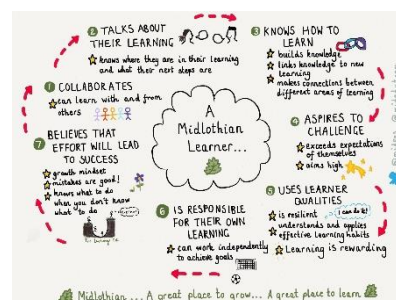 A
Midlothian
Learner...
1 COLLABORATES
can learn with and from
others
2 TALKS ABOUT
THEIR LEARNING
knows where they are in their learning
and what their next steps are
3 KNOWS HOW TO
LEARN
builds knowledge
links knowledge to new
learning
makes connections between
different areas of learning
4 ASPIRES TO
CHALLENGE
exceeds expectations
of themselves
aims high
5 USES LEARNER
QUALITIES
is resilient
I can do it!
understands and applies
effective learning habits
Learning is rewarding
6 IS RESPONSIBLE
FOR THEIR OWN
LEARNING
can work independently
to achieve goals
7 BELIEVES THAT
EFFORT WILL LEAD
TO SUCCESS
growth mindset
mistakes are good!
knows what to do
when you don't know
what to do
Midlothian... A great place to grow... A great place to learn